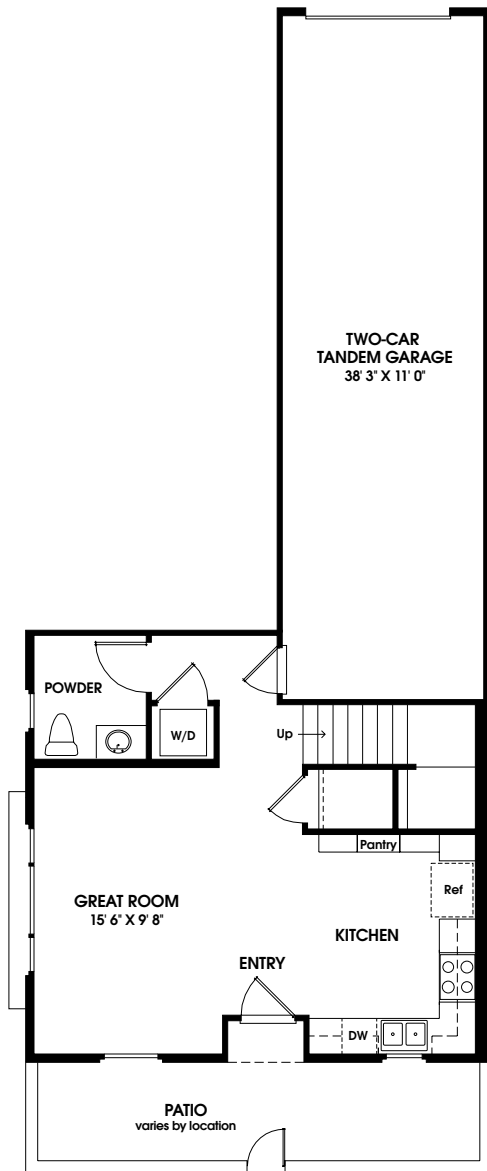 TWO-CAR
TANDEM GARAGE
38' 3" X 11' 0"
POWDER
W/D
Up
Pantry
Ref
GREAT ROOM
15' 6" X 9' 8"
KITCHEN
ENTRY
DW
PATIO
varies by location